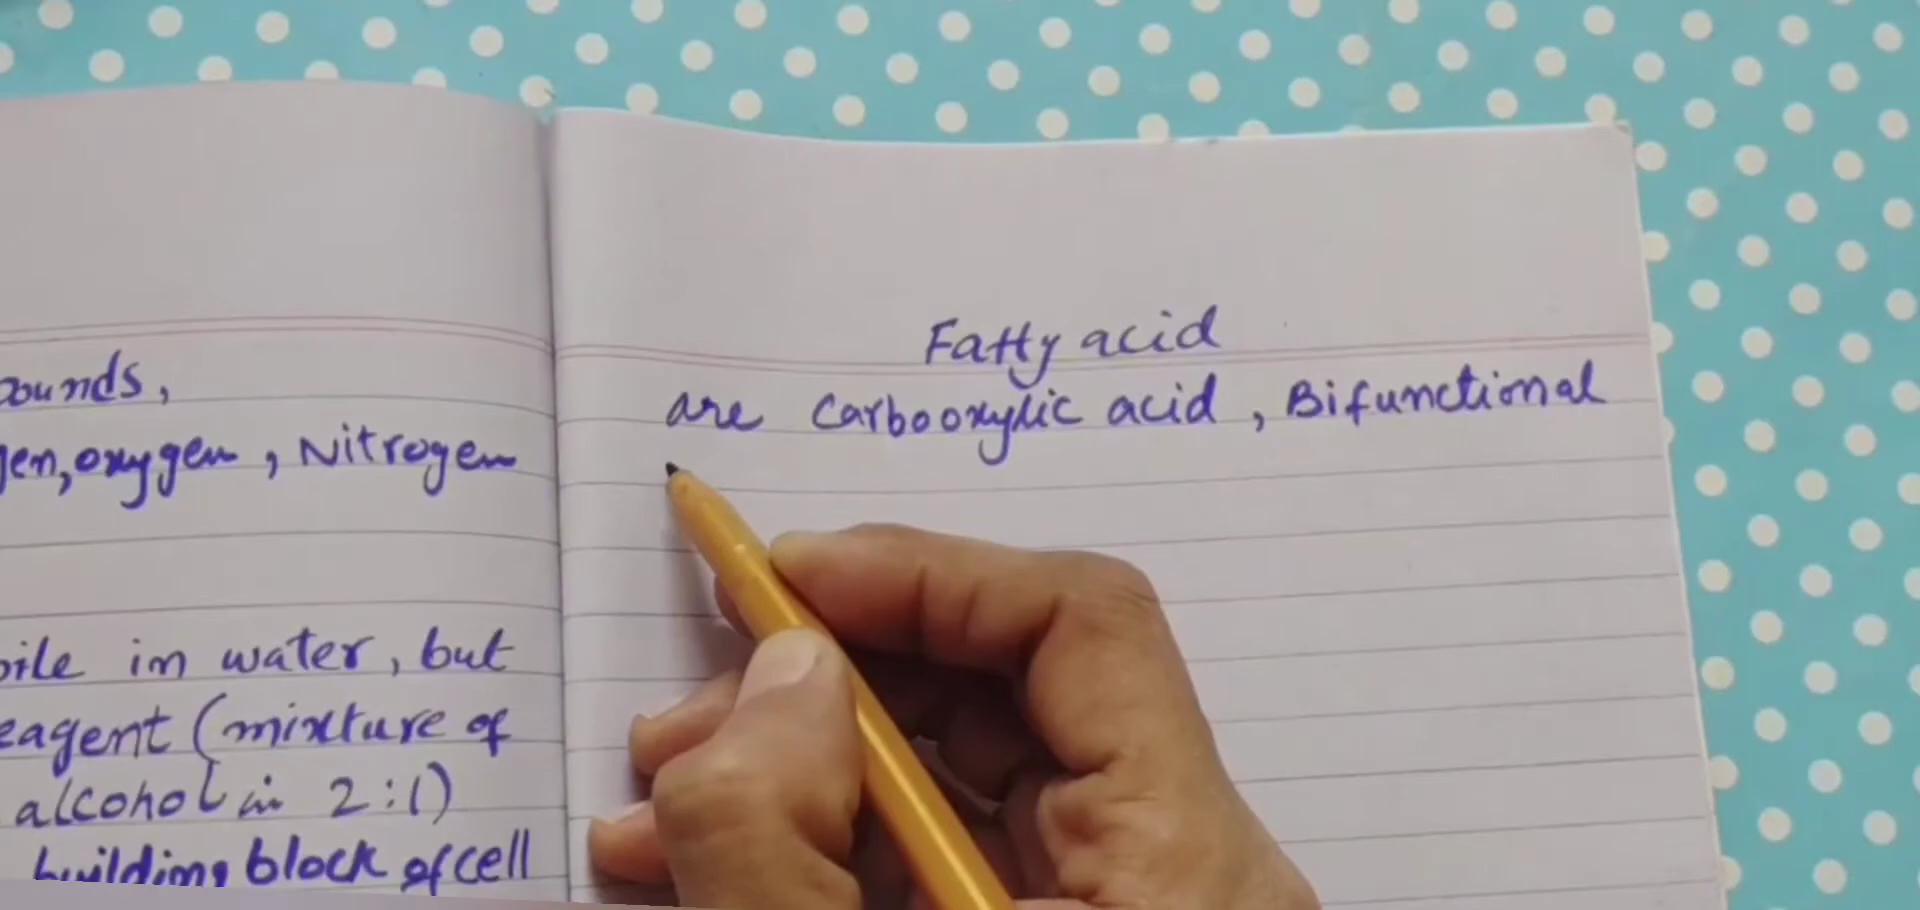 ounds,
gen, oxygen, Nitrogen
in water, but
eagent (mixture of
alcohol in 2:1)
building block of cell
Fatty acid
are Carbooxylic acid, Bifunctional